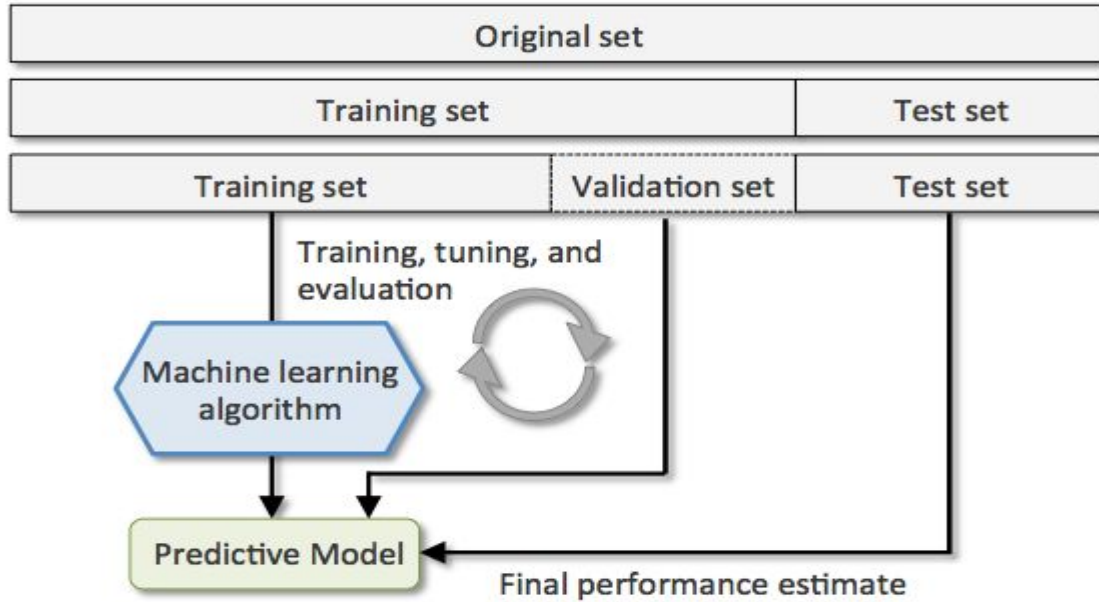 Original set
Training set
Test set
Training set
Validation set
Test set
Training, tuning, and
evaluation
Machine learning
algorithm
Predictive Model
Final performance estimate